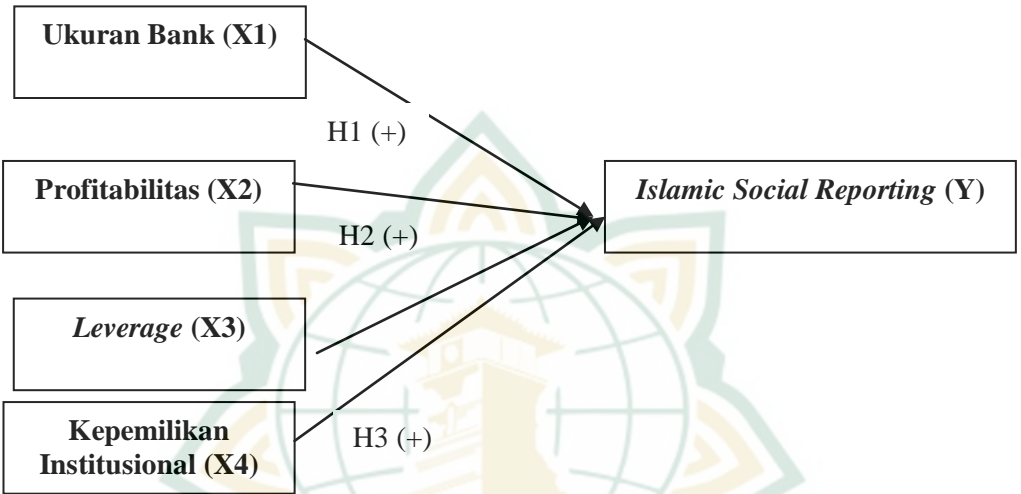 Ukuran Bank (X1)
H1 (+)
Profitabilitas (X2)
Islamic Social Reporting (Y)
H2 (+)
Leverage (X3)
Kepemilikan
Institusional (X4)
H3 (+)